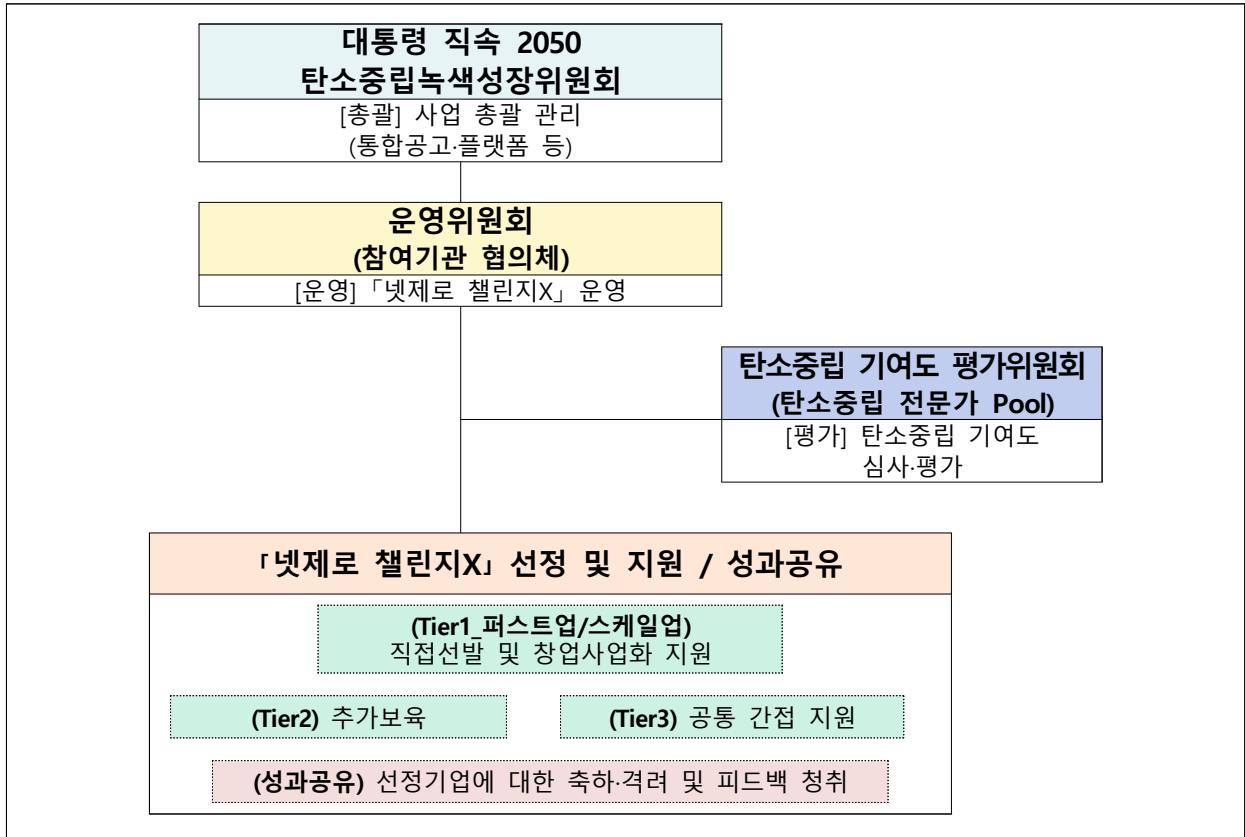 대통령 직속 2050
탄소중립녹색성장위원회
[총괄] 사업 총괄 관리
(통합공고·플랫폼 등)
운영위원회
(참여기관 협의체)
[운영]「넷제로 챌린지X」운영
탄소중립 기여도 평가위원회
(탄소중립 전문가 Pool)
[평가] 탄소중립 기여도
심사·평가
「넷제로 챌린지X」 선정 및 지원 / 성과공유
(Tier1_퍼스트업/스케일업)
직접선발 및 창업사업화 지원
(Tier2) 추가보육
(Tier3) 공통 간접 지원
(성과공유) 선정기업에 대한 축하·격려 및 피드백 청취